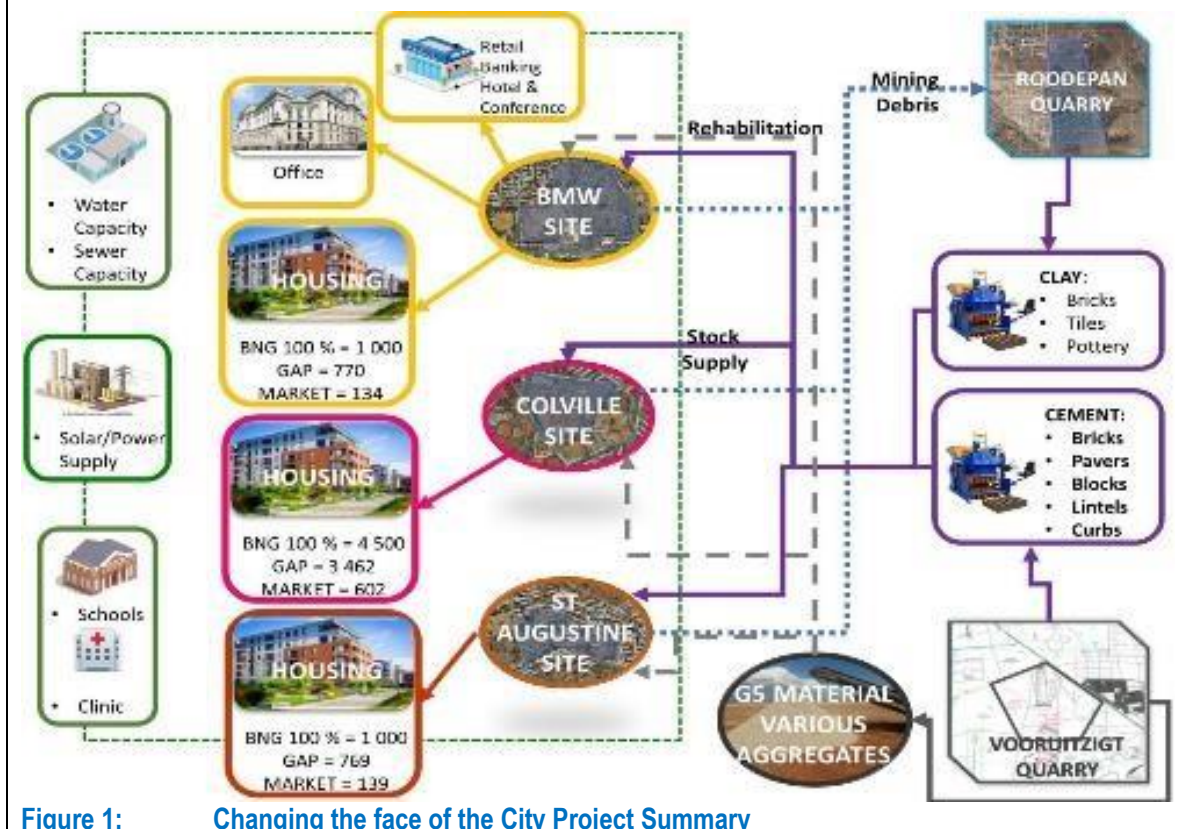 Retail
Banking
Hotel &
Conference
Office
Water
Capacity
Sewer
Capacity
Solar/Power
Supply
Schools
Clinic
HOUSING
BNG 100 % = 1 000
GAP = 770
MARKET = 134
HOUSING
BNG 100 % = 4 500
GAP = 3 462
MARKET = 602
HOUSING
BNG 100 % = 1 000
GAP = 769
MARKET = 139
BMW
SITE
COLVILLE
SITE
ST
AUGUSTINE
SITE
Rehabilitation
Stock
Supply
Mining
Debris
ROODEPAN
QUARRY
CLAY:
Bricks
Tiles
Pottery
CEMENT:
Bricks
Pavers
Blocks
Lintels
Curbs
G5 MATERIAL
VARIOUS
AGGREGATES
VOORUITZIGT
QUARRY
Figure 1: Changing the face of the City Project Summary